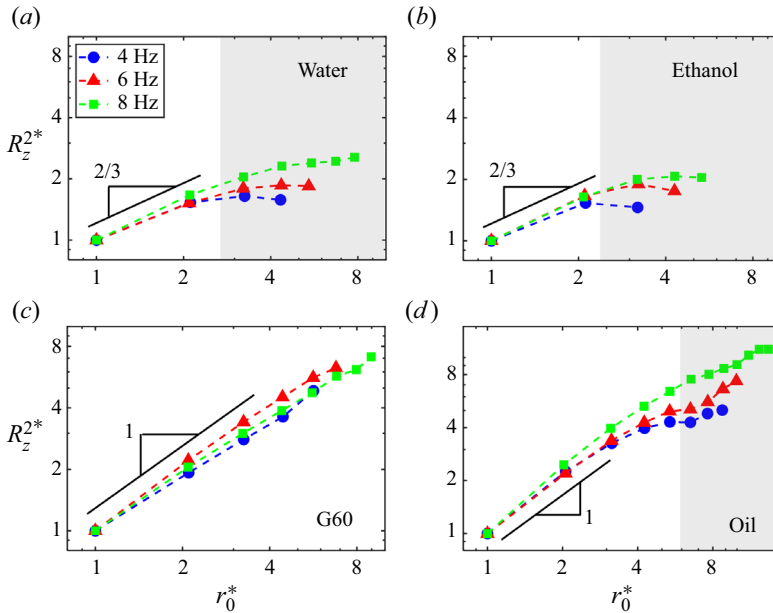 (a)
(b)
8
4
2
1
R_z^{2*}
4 Hz
6 Hz
8 Hz
Water
2/3
1 2 4 8
8
4
2
1
Ethanol
2/3
1 2 4 8
(c)
(d)
8
4
2
1
R_z^{2*}
1
G60
1 2 4 8
r_0^*
8
4
2
1
1
Oil
1 2 4 8
r_0^*